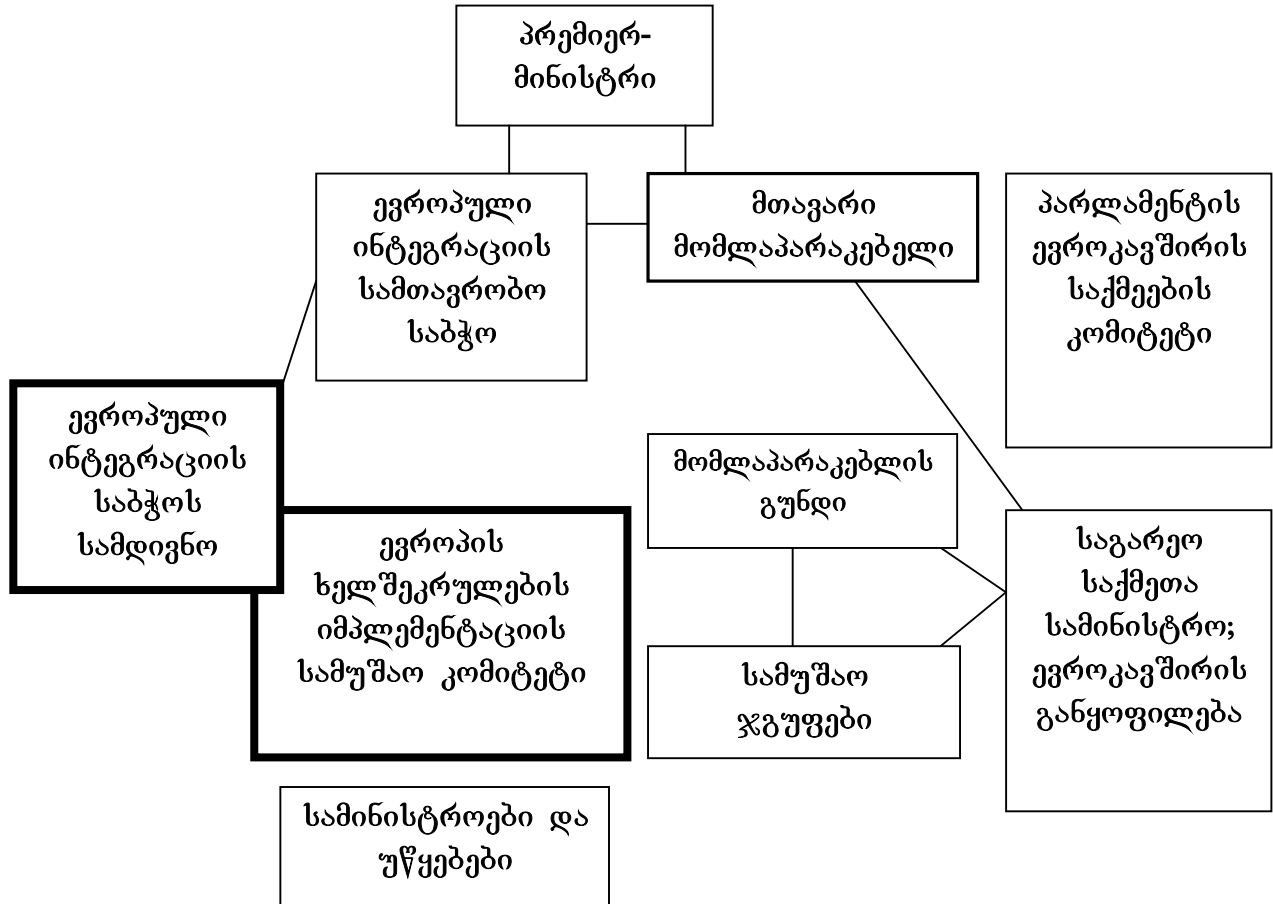 პრემიერ-
მინისტრი
ევროპული
ინტეგრაციის
სამთავრობო
საბჭო
მთავარი
მომლაპარაკებელი
პარლამენტის
ევროკავშირის
საქმეების
კომიტეტი
ევროპული
ინტეგრაციის
საბჭოს
სამდივნო
მომლაპარაკებლის
გუნდი
ევროპის
ხელშეკრულების
იმპლემენტაციის
სამუშაო კომიტეტი
საგარეო
საქმეთა
სამინისტრო;
ევროკავშირის
განყოფილება
სამუშაო
ჯგუფები
სამინისტროები და
უწყებები